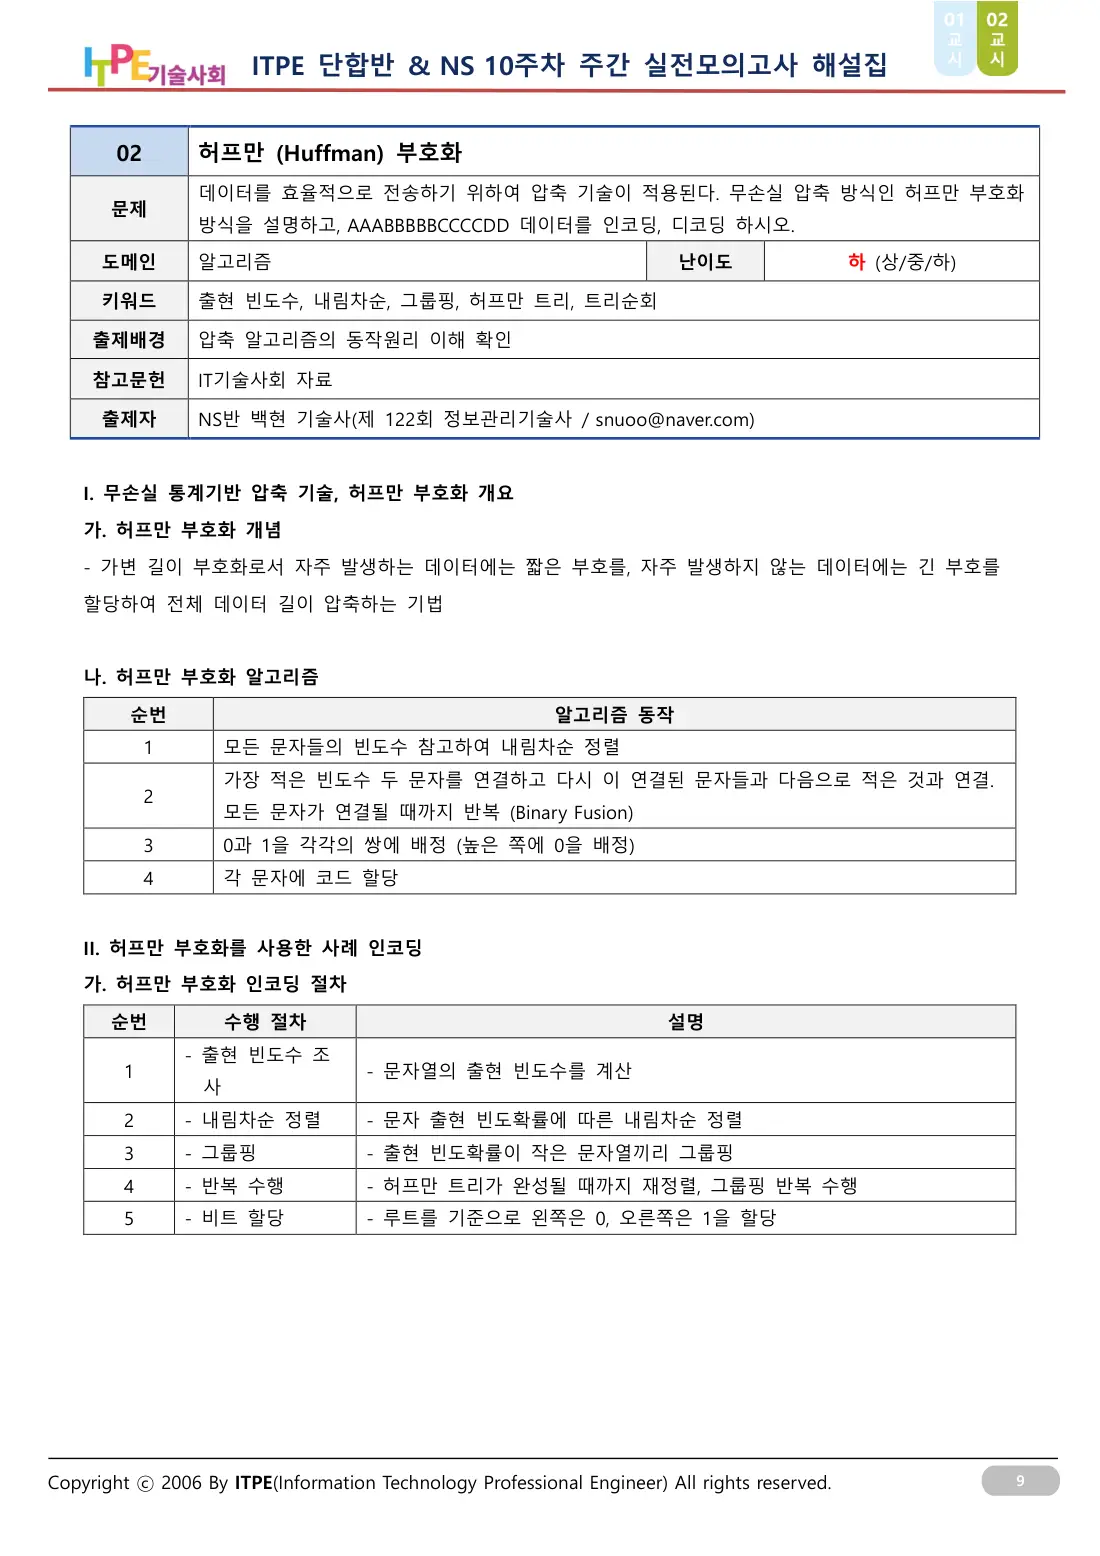 ITPE기술사회 ITPE 단합반 & NS 10주차 주간 실전모의고사 해설집
01
교
시
02
교
시
02 허프만 (Huffman) 부호화
문제 데이터를 효율적으로 전송하기 위하여 압축 기술이 적용된다. 무손실 압축 방식인 허프만 부호화
방식을 설명하고, AAABBBBBCCCCDD 데이터를 인코딩, 디코딩 하시오.
도메인 알고리즘 난이도 하 (상/중/하)
키워드 출현 빈도수, 내림차순, 그룹핑, 허프만 트리, 트리순회
출제배경 압축 알고리즘의 동작원리 이해 확인
참고문헌 IT기술사회 자료
출제자 NS반 백현 기술사(제 122회 정보관리기술사 / snuoo@naver.com)
I. 무손실 통계기반 압축 기술, 허프만 부호화 개요
가. 허프만 부호화 개념
- 가변 길이 부호화로서 자주 발생하는 데이터에는 짧은 부호를, 자주 발생하지 않는 데이터에는 긴 부호를
할당하여 전체 데이터 길이 압축하는 기법
나. 허프만 부호화 알고리즘
순번 알고리즘 동작
1 모든 문자들의 빈도수 참고하여 내림차순 정렬
2 가장 적은 빈도수 두 문자를 연결하고 다시 이 연결된 문자들과 다음으로 적은 것과 연결.
모든 문자가 연결될 때까지 반복 (Binary Fusion)
3 0과 1을 각각의 쌍에 배정 (높은 쪽에 0을 배정)
4 각 문자에 코드 할당
II. 허프만 부호화를 사용한 사례 인코딩
가. 허프만 부호화 인코딩 절차
순번 수행 절차 설명
1 - 출현 빈도수 조
사 - 문자열의 출현 빈도수를 계산
2 - 내림차순 정렬 - 문자 출현 빈도확률에 따른 내림차순 정렬
3 - 그룹핑 - 출현 빈도확률이 작은 문자열끼리 그룹핑
4 - 반복 수행 - 허프만 트리가 완성될 때까지 재정렬, 그룹핑 반복 수행
5 - 비트 할당 - 루트를 기준으로 왼쪽은 0, 오른쪽은 1을 할당
Copyright ⓒ 2006 By ITPE(Information Technology Professional Engineer) All rights reserved. 9